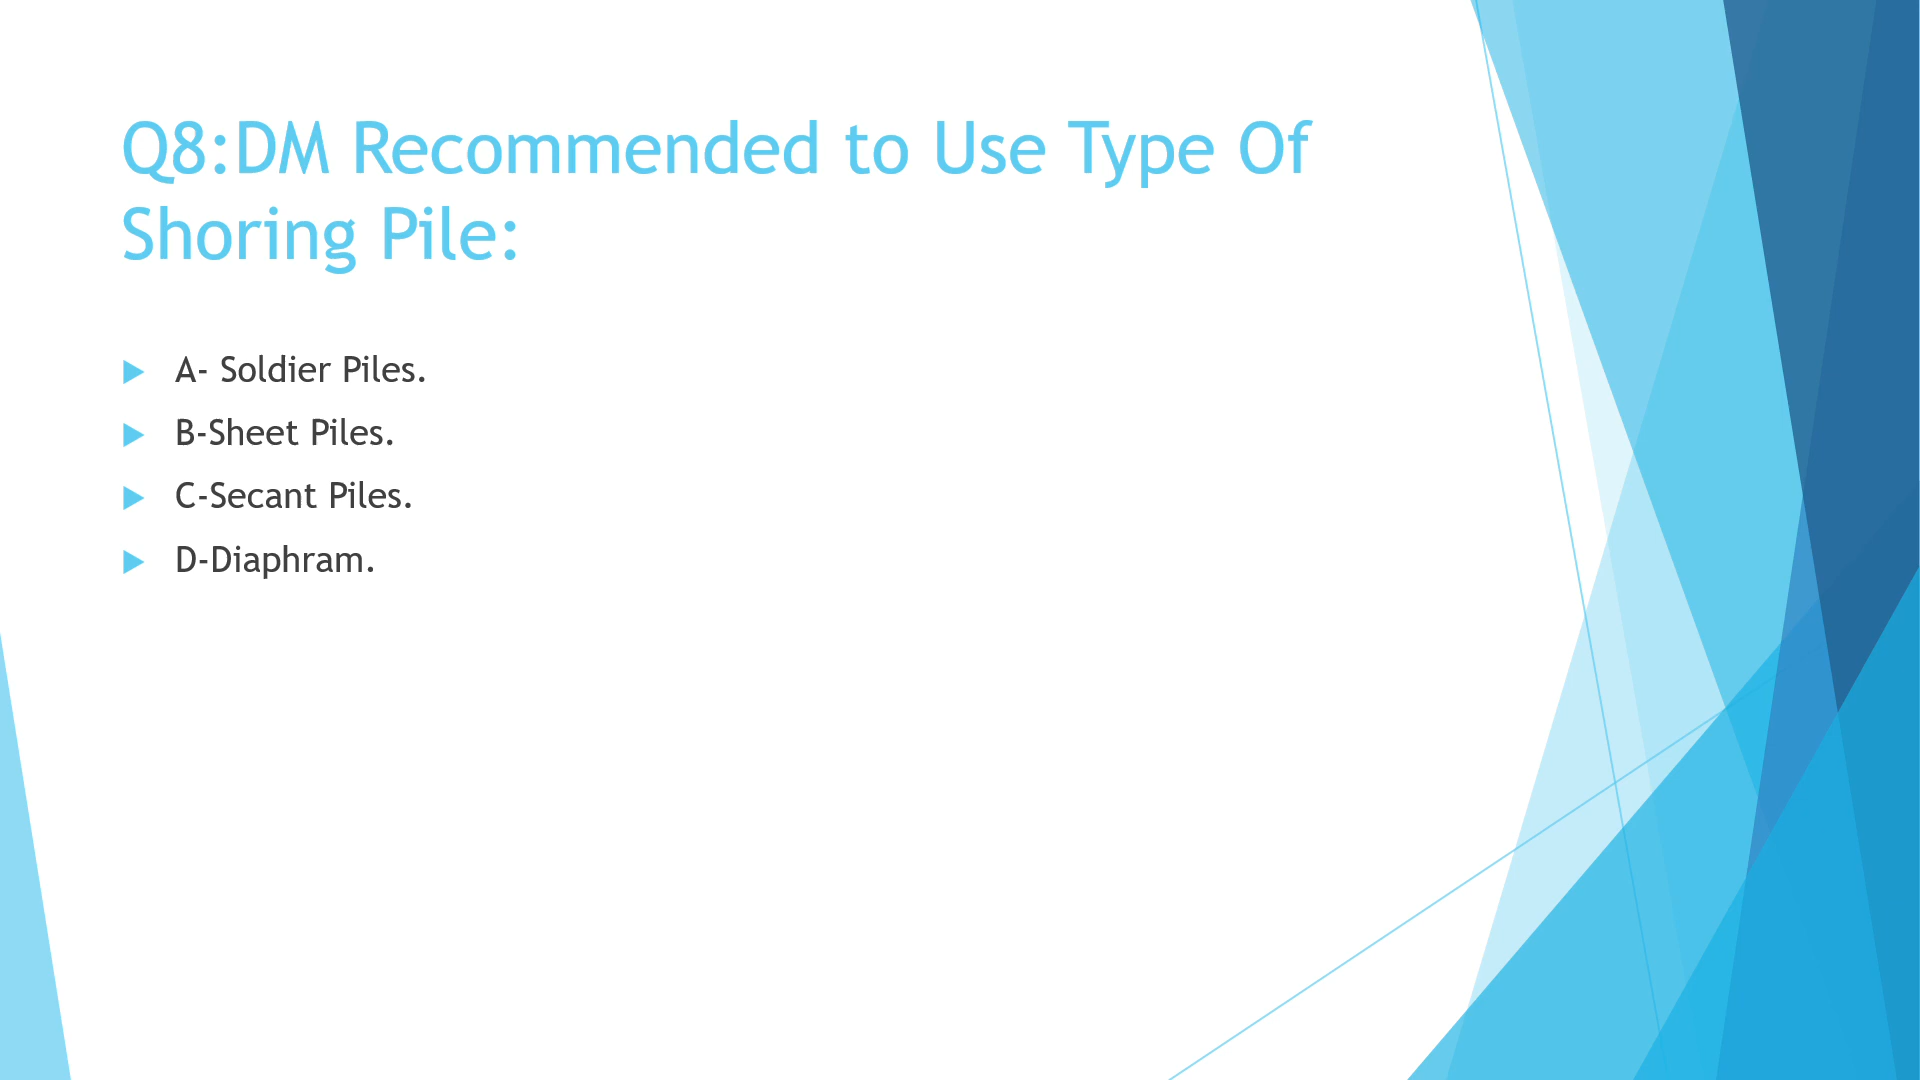 Q8:DM Recommended to Use Type Of
Shoring Pile:
A- Soldier Piles.
B-Sheet Piles.
C-Secant Piles.
D-Diaphram.